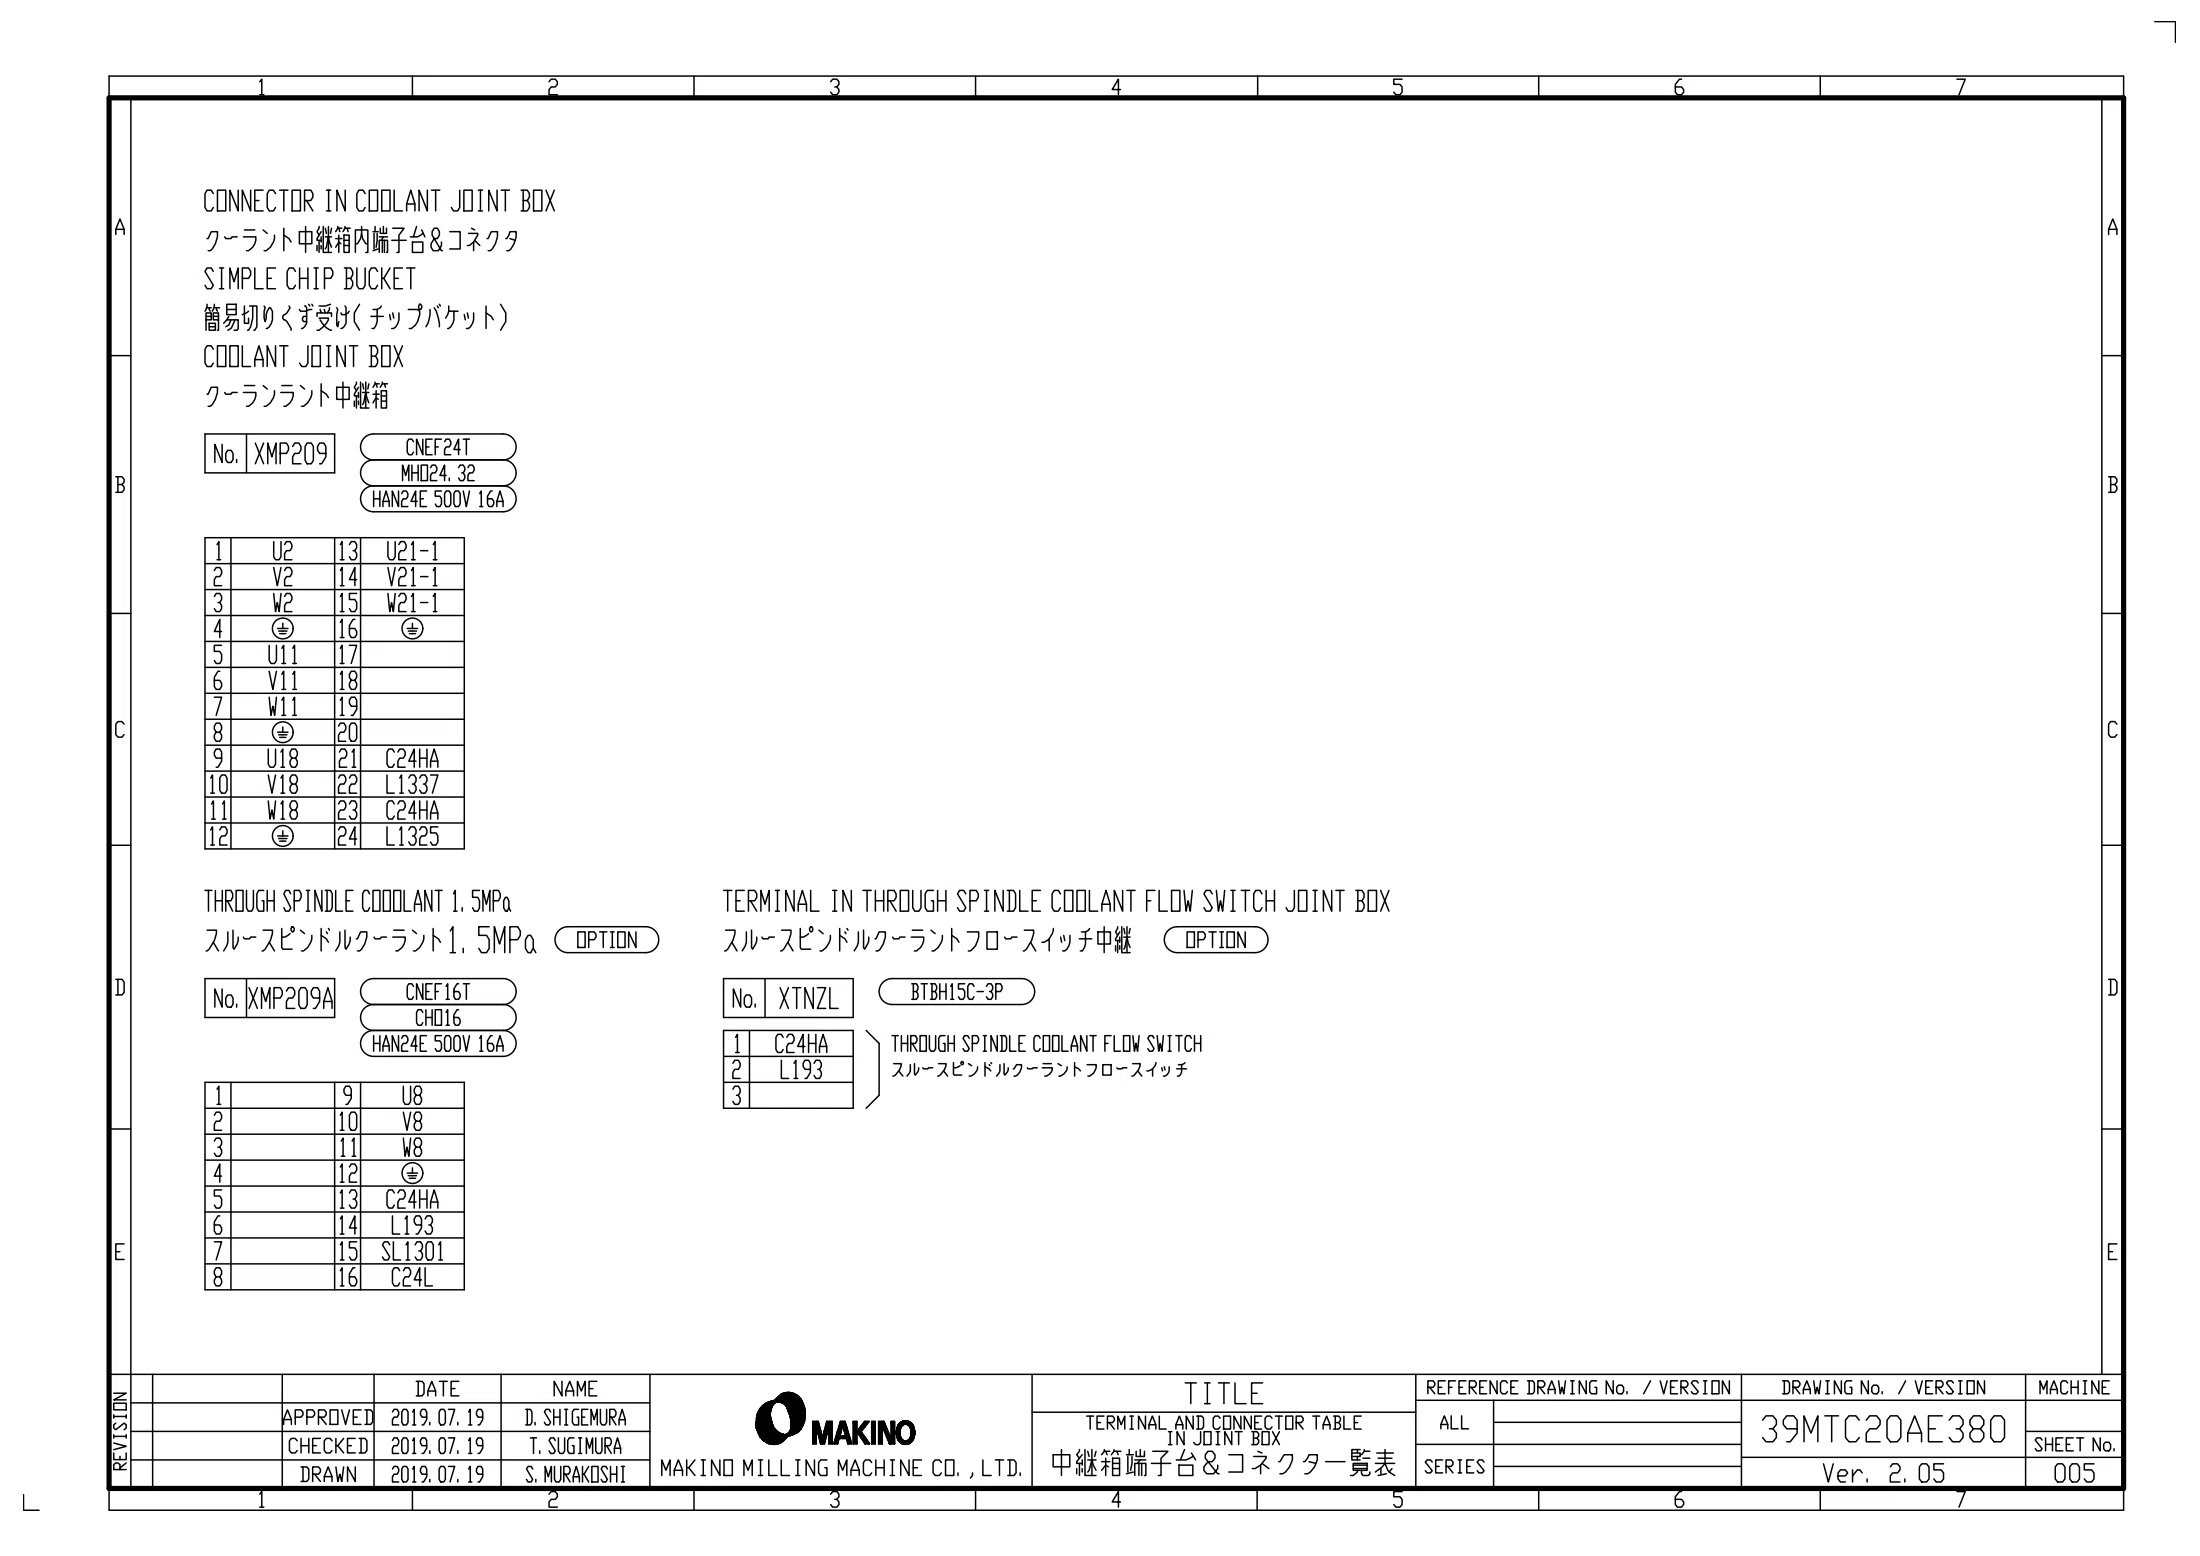 1 2 3 4 5 6 7
A A
B B
C C
D D
E E
CONNECTOR IN COOLANT JOINT BOX
クーラント中継箱内端子台&コネクタ
SIMPLE CHIP BUCKET
簡易切りくず受け(チップバケット)
COOLANT JOINT BOX
クーランラント中継箱
No. XMP209
CNEF24T
MHO24.32
HAN24E 500V 16A
1 U2 13 U21-1
2 V2 14 V21-1
3 W2 15 W21-1
4 16
5 U11 17
6 V11 18
7 W11 19
8 20
9 U18 21 C24HA
10 V18 22 L1337
11 W18 23 C24HA
12 24 L1325
THROUGH SPINDLE COOOLANT 1.5MPa
スルースピンドルクーラント1.5MPa OPTION
No. XMP209A
CNEF16T
CHO16
HAN24E 500V 16A
1 9 U8
2 10 V8
3 11 W8
4 12
5 13 C24HA
6 14 L193
7 15 SL1301
8 16 C24L
TERMINAL IN THROUGH SPINDLE COOLANT FLOW SWITCH JOINT BOX
スルースピンドルクーラントフロースイッチ中継 OPTION
No. XTNZL BTBH15C-3P
1 C24HA
2 L193
3
THROUGH SPINDLE COOLANT FLOW SWITCH
スルースピンドルクーラントフロースイッチ
REVISION
DATE NAME
APPROVED 2019.07.19 D.SHIGEMURA
CHECKED 2019.07.19 T.SUGIMURA
DRAWN 2019.07.19 S.MURAKOSHI
MAKINO
MAKINO MILLING MACHINE CO.,LTD.
TITLE
TERMINAL AND CONNECTOR TABLE
IN JOINT BOX
中継箱端子台&コネクター覧表
REFERENCE DRAWING No. / VERSION
ALL
SERIES
DRAWING No. / VERSION
39MTC20AE380
Ver. 2.05
MACHINE
SHEET No.
005
1 2 3 4 5 6 7